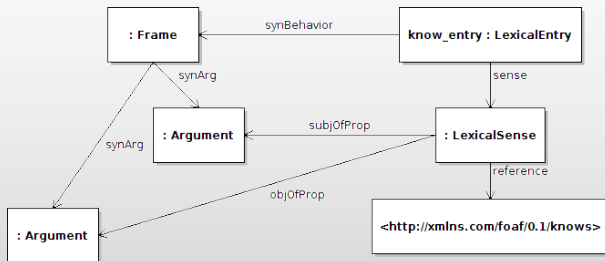 synBehavior
: Frame
know_entry : LexicalEntry
synArg
sense
subjOfProp
: Argument
: LexicalSense
synArg
reference
objOfProp
: Argument
<http://xmlns.com/foaf/0.1/knows>